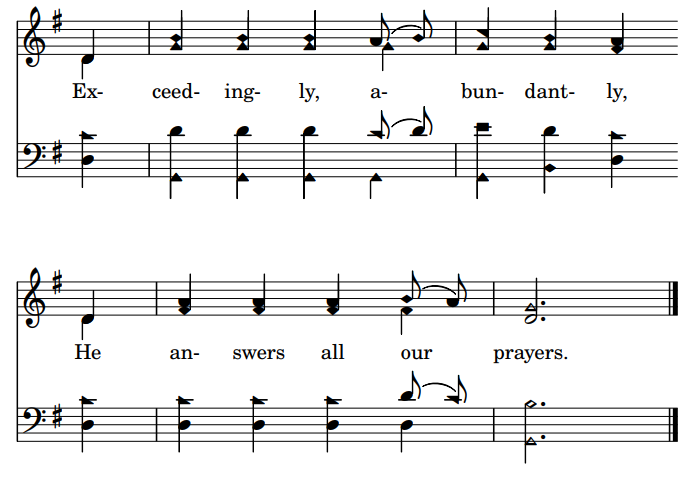 Ex- ceed- ing- ly, a- bun- dant- ly,
He an- swers all our prayers.